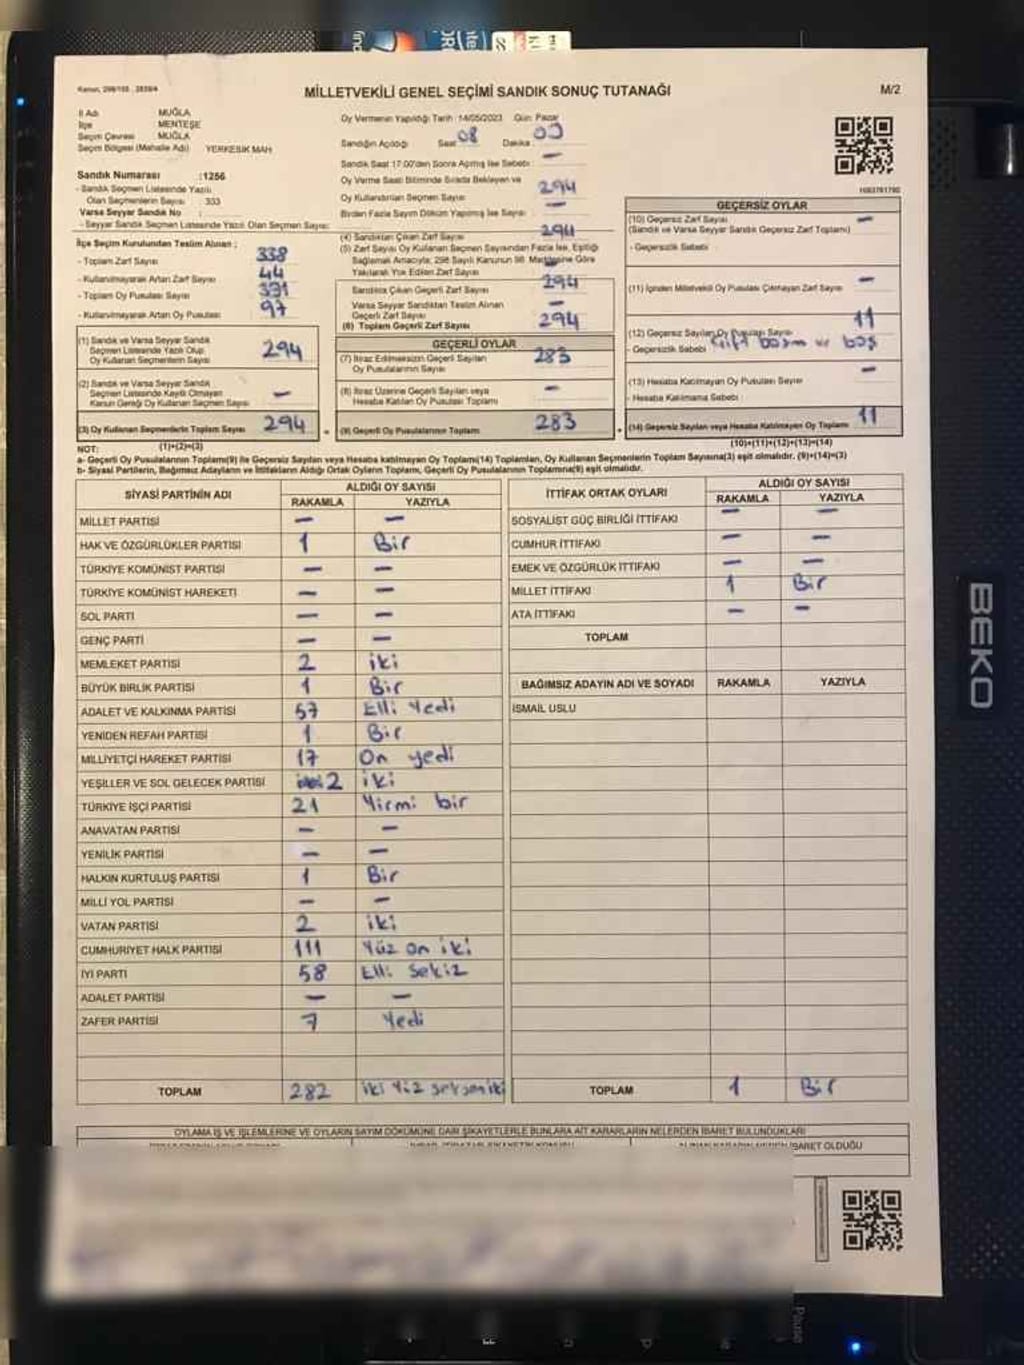 Kanun, 298/105 , 2839/4
MİLLETVEKİLİ GENEL SEÇİMİ SANDIK SONUÇ TUTANAĞI
M/2
İl Adı MUĞLA
İlçe MENTEŞE
Seçim Çevresi MUĞLA
Seçim Bölgesi (Mahalle Adı) YERKESİK MAH
Sandık Numarası :1256
- Sandık Seçmen Listesinde Yazılı
Olan Seçmenlerin Sayısı : 333
Varsa Seyyar Sandık No :
- Seyyar Sandık Seçmen Listesinde Yazılı Olan Seçmen Sayısı:
Oy Vermenin Yapıldığı Tarih :14/05/2023 Gün: Pazar
Sandığın Açıldığı Saat 08 Dakika : 00
Sandık Saat 17:00'den Sonra Açılmış İse Sebebi : —
Oy Verme Saati Bitiminde Sırada Bekleyen ve
Oy Kullandırılan Seçmen Sayısı 294
Birden Fazla Sayım Döküm Yapılmış İse Sayısı : —
1083781780
İlçe Seçim Kurulundan Teslim Alınan ;
- Toplam Zarf Sayısı 338
- Kullanılmayarak Artan Zarf Sayısı 44
- Toplam Oy Pusulası Sayısı 391
- Kullanılmayarak Artan Oy Pusulası 97
(4) Sandıktan Çıkan Zarf Sayısı 294
(5) Zarf Sayısı Oy Kullanan Seçmen Sayısından Fazla İse, Eşitliği
Sağlamak Amacıyla; 298 Sayılı Kanunun 98. Maddesine Göre
Yakılarak Yok Edilen Zarf Sayısı —
Sandıkta Çıkan Geçerli Zarf Sayısı 294
Varsa Seyyar Sandıktan Teslim Alınan
Geçerli Zarf Sayısı —
(6) Toplam Geçerli Zarf Sayısı 294
GEÇERSİZ OYLAR
(10) Geçersiz Zarf Sayısı —
(Sandık ve Varsa Seyyar Sandık Geçersiz Zarf Toplamı)
- Geçersizlik Sebebi
(11) İçinden Milletvekili Oy Pusulası Çıkmayan Zarf Sayısı —
(12) Geçersiz Sayılan Oy Pusulası Sayısı 11
- Geçersizlik Sebebi Çift basım ve boş
(13) Hesaba Katılmayan Oy Pusulası Sayısı —
- Hesaba Katılmama Sebebi
(14) Geçersiz Sayılan veya Hesaba Katılmayan Oy Toplamı 11
(10)+(11)+(12)+(13)=(14)
(1) Sandık ve Varsa Seyyar Sandık
Seçmen Listesinde Yazılı Olup
Oy Kullanan Seçmenlerin Sayısı 294
(2) Sandık ve Varsa Seyyar Sandık
Seçmen Listesinde Kayıtlı Olmayan
Kanun Gereği Oy Kullanan Seçmen Sayısı —
(3) Oy Kullanan Seçmenlerin Toplam Sayısı 294
(1)+(2)=(3)
GEÇERLİ OYLAR
(7) İtiraz Edilmeksizin Geçerli Sayılan
Oy Pusulalarının Sayısı 283
(8) İtiraz Üzerine Geçerli Sayılan veya
Hesaba Katılan Oy Pusulası Toplamı —
(9) Geçerli Oy Pusulalarının Toplamı 283
NOT:
a- Geçerli Oy Pusulalarının Toplamı(9) ile Geçersiz Sayılan veya Hesaba Katılmayan Oy Toplamı(14) Toplamları, Oy Kullanan Seçmenlerin Toplam Sayısına(3) eşit olmalıdır. (9)+(14)=(3)
b- Siyasi Partilerin, Bağımsız Adayların ve İttifakların Aldığı Ortak Oyların Toplamı, Geçerli Oy Pusulalarının Toplamına(9) eşit olmalıdır.
SİYASİ PARTİNİN ADI ALDIĞI OY SAYISI
RAKAMLA YAZIYLA
MİLLET PARTİSİ — —
HAK VE ÖZGÜRLÜKLER PARTİSİ 1 Bir
TÜRKİYE KOMÜNİST PARTİSİ — —
TÜRKİYE KOMÜNİST HAREKETİ — —
SOL PARTİ — —
GENÇ PARTİ — —
MEMLEKET PARTİSİ 2 iki
BÜYÜK BİRLİK PARTİSİ 1 Bir
ADALET VE KALKINMA PARTİSİ 57 Elli Yedi
YENİDEN REFAH PARTİSİ 1 Bir
MİLLİYETÇİ HAREKET PARTİSİ 17 On yedi
YEŞİLLER VE SOL GELECEK PARTİSİ 2 iki
TÜRKİYE İŞÇİ PARTİSİ 21 Yirmi bir
ANAVATAN PARTİSİ — —
YENİLİK PARTİSİ — —
HALKIN KURTULUŞ PARTİSİ 1 Bir
MİLLİ YOL PARTİSİ — —
VATAN PARTİSİ 2 iki
CUMHURİYET HALK PARTİSİ 111 Yüz on iki
İYİ PARTİ 58 Elli Sekiz
ADALET PARTİSİ — —
ZAFER PARTİSİ 7 Yedi
TOPLAM 282 iki Yüz seksen iki
İTTİFAK ORTAK OYLARI ALDIĞI OY SAYISI
RAKAMLA YAZIYLA
SOSYALİST GÜÇ BİRLİĞİ İTTİFAKI — —
CUMHUR İTTİFAKI — —
EMEK VE ÖZGÜRLÜK İTTİFAKI — —
MİLLET İTTİFAKI 1 Bir
ATA İTTİFAKI — —
TOPLAM
BAĞIMSIZ ADAYIN ADI VE SOYADI RAKAMLA YAZIYLA
İSMAİL USLU
TOPLAM 1 Bir
OYLAMA İŞ VE İŞLEMLERİNE VE OYLARIN SAYIM DÖKÜMÜNE DAİR ŞİKAYETLERLE BUNLARA AİT KARARLARIN NELERDEN İBARET BULUNDUKLARI
İBARET OLDUĞU
BEKO
Pause